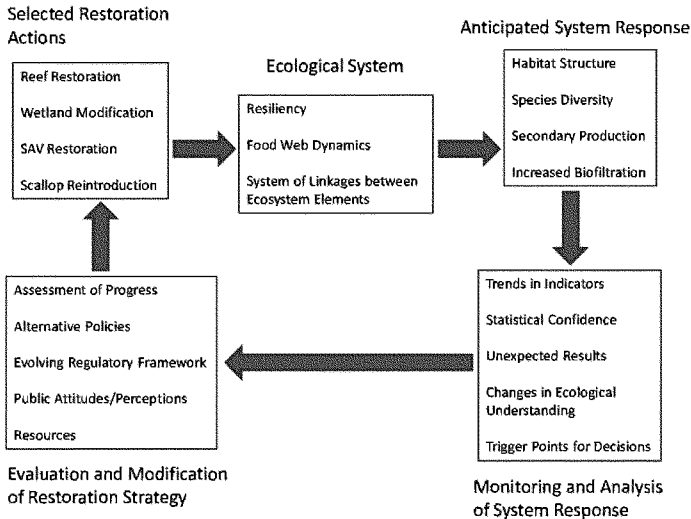 Selected Restoration
Actions
Reef Restoration
Wetland Modification
SAV Restoration
Scallop Reintroduction
Ecological System
Resiliency
Food Web Dynamics
System of Linkages between
Ecosystem Elements
Anticipated System Response
Habitat Structure
Species Diversity
Secondary Production
Increased Biofiltration
Trends in Indicators
Statistical Confidence
Unexpected Results
Changes in Ecological
Understanding
Trigger Points for Decisions
Monitoring and Analysis
of System Response
Assessment of Progress
Alternative Policies
Evolving Regulatory Framework
Public Attitudes/Perceptions
Resources
Evaluation and Modification
of Restoration Strategy